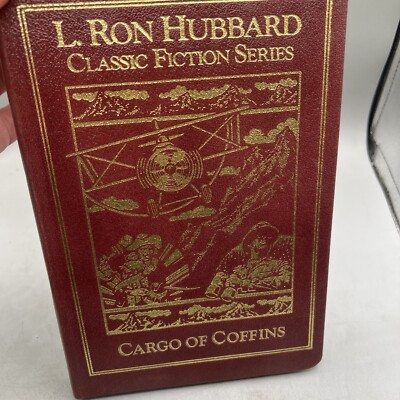 L. RON HUBBARD
CLASSIC FICTION SERIES
CARGO OF COFFINS